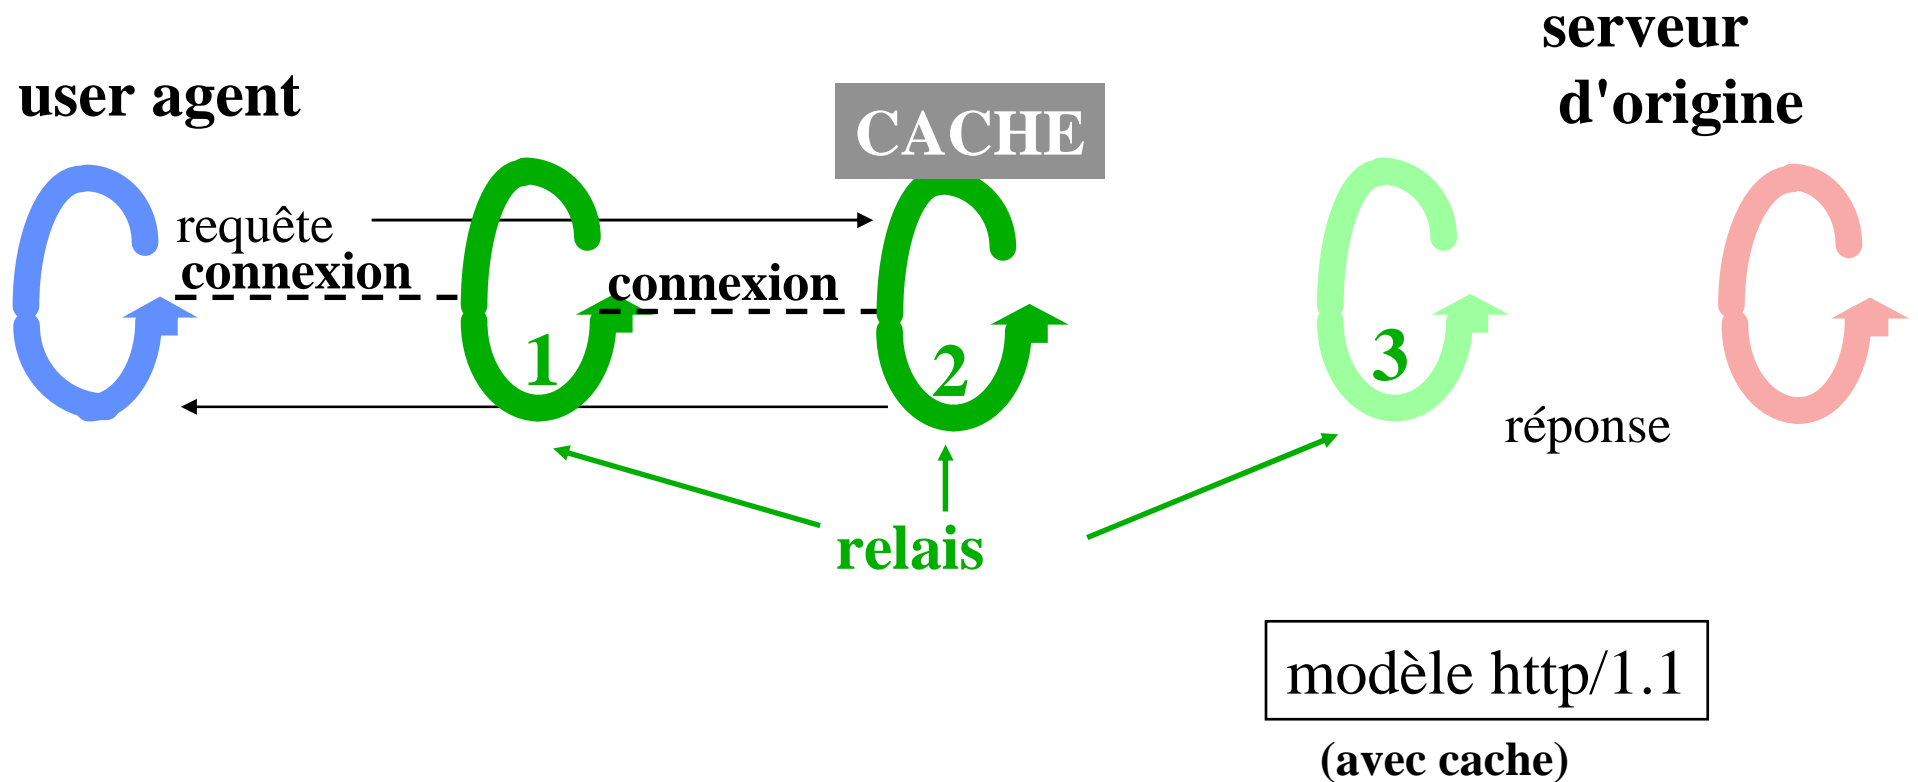 serveur
d'origine
user agent
CACHE
requête
connexion
connexion
1
2
3
réponse
relais
modèle http/1.1
(avec cache)